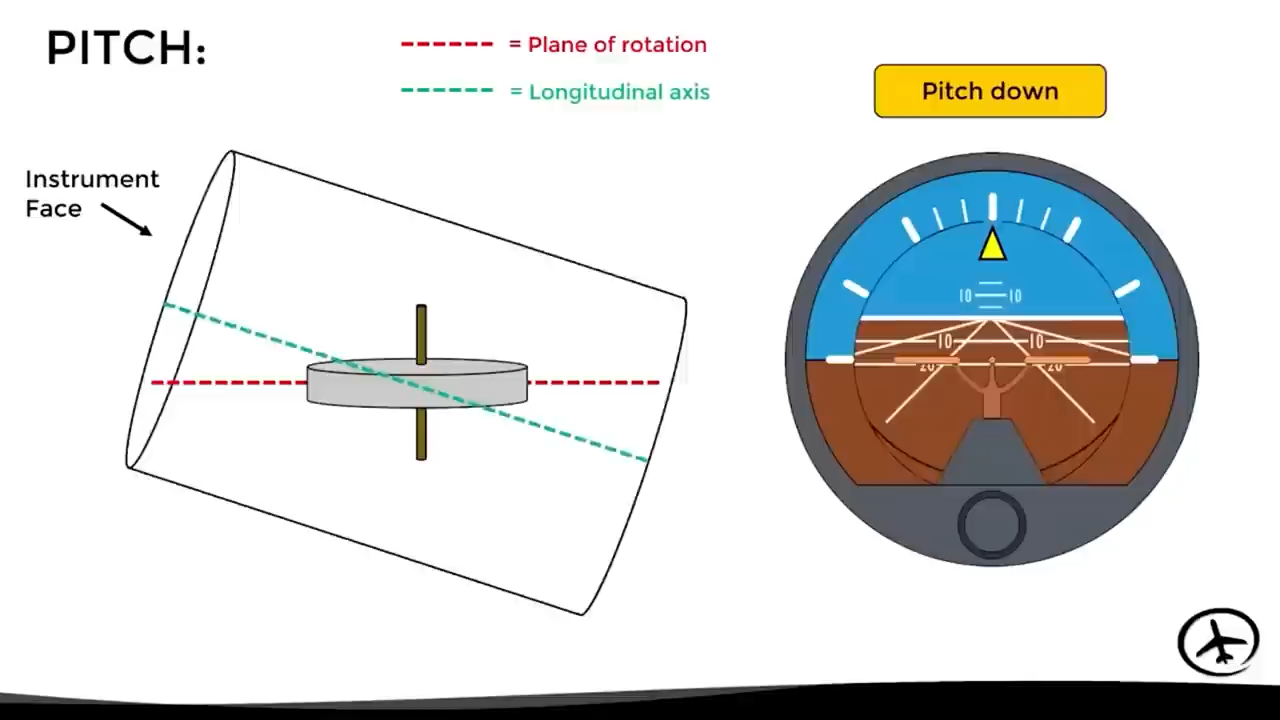 PITCH:
= Plane of rotation
= Longitudinal axis
Pitch down
Instrument
Face
10 10
10 10
20 20